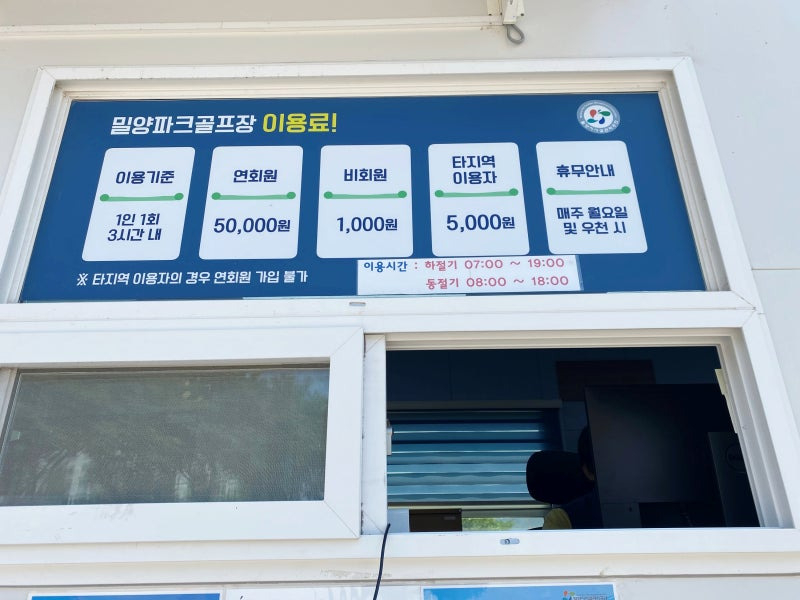 밀양파크골프장 이용료!
이용기준
1인 1회
3시간 내
연회원
50,000원
비회원
1,000원
타지역
이용자
5,000원
휴무안내
매주 월요일
및 우천 시
※ 타지역 이용자의 경우 연회원 가입 불가
이용시간 : 하절기 07:00 ~ 19:00
동절기 08:00 ~ 18:00